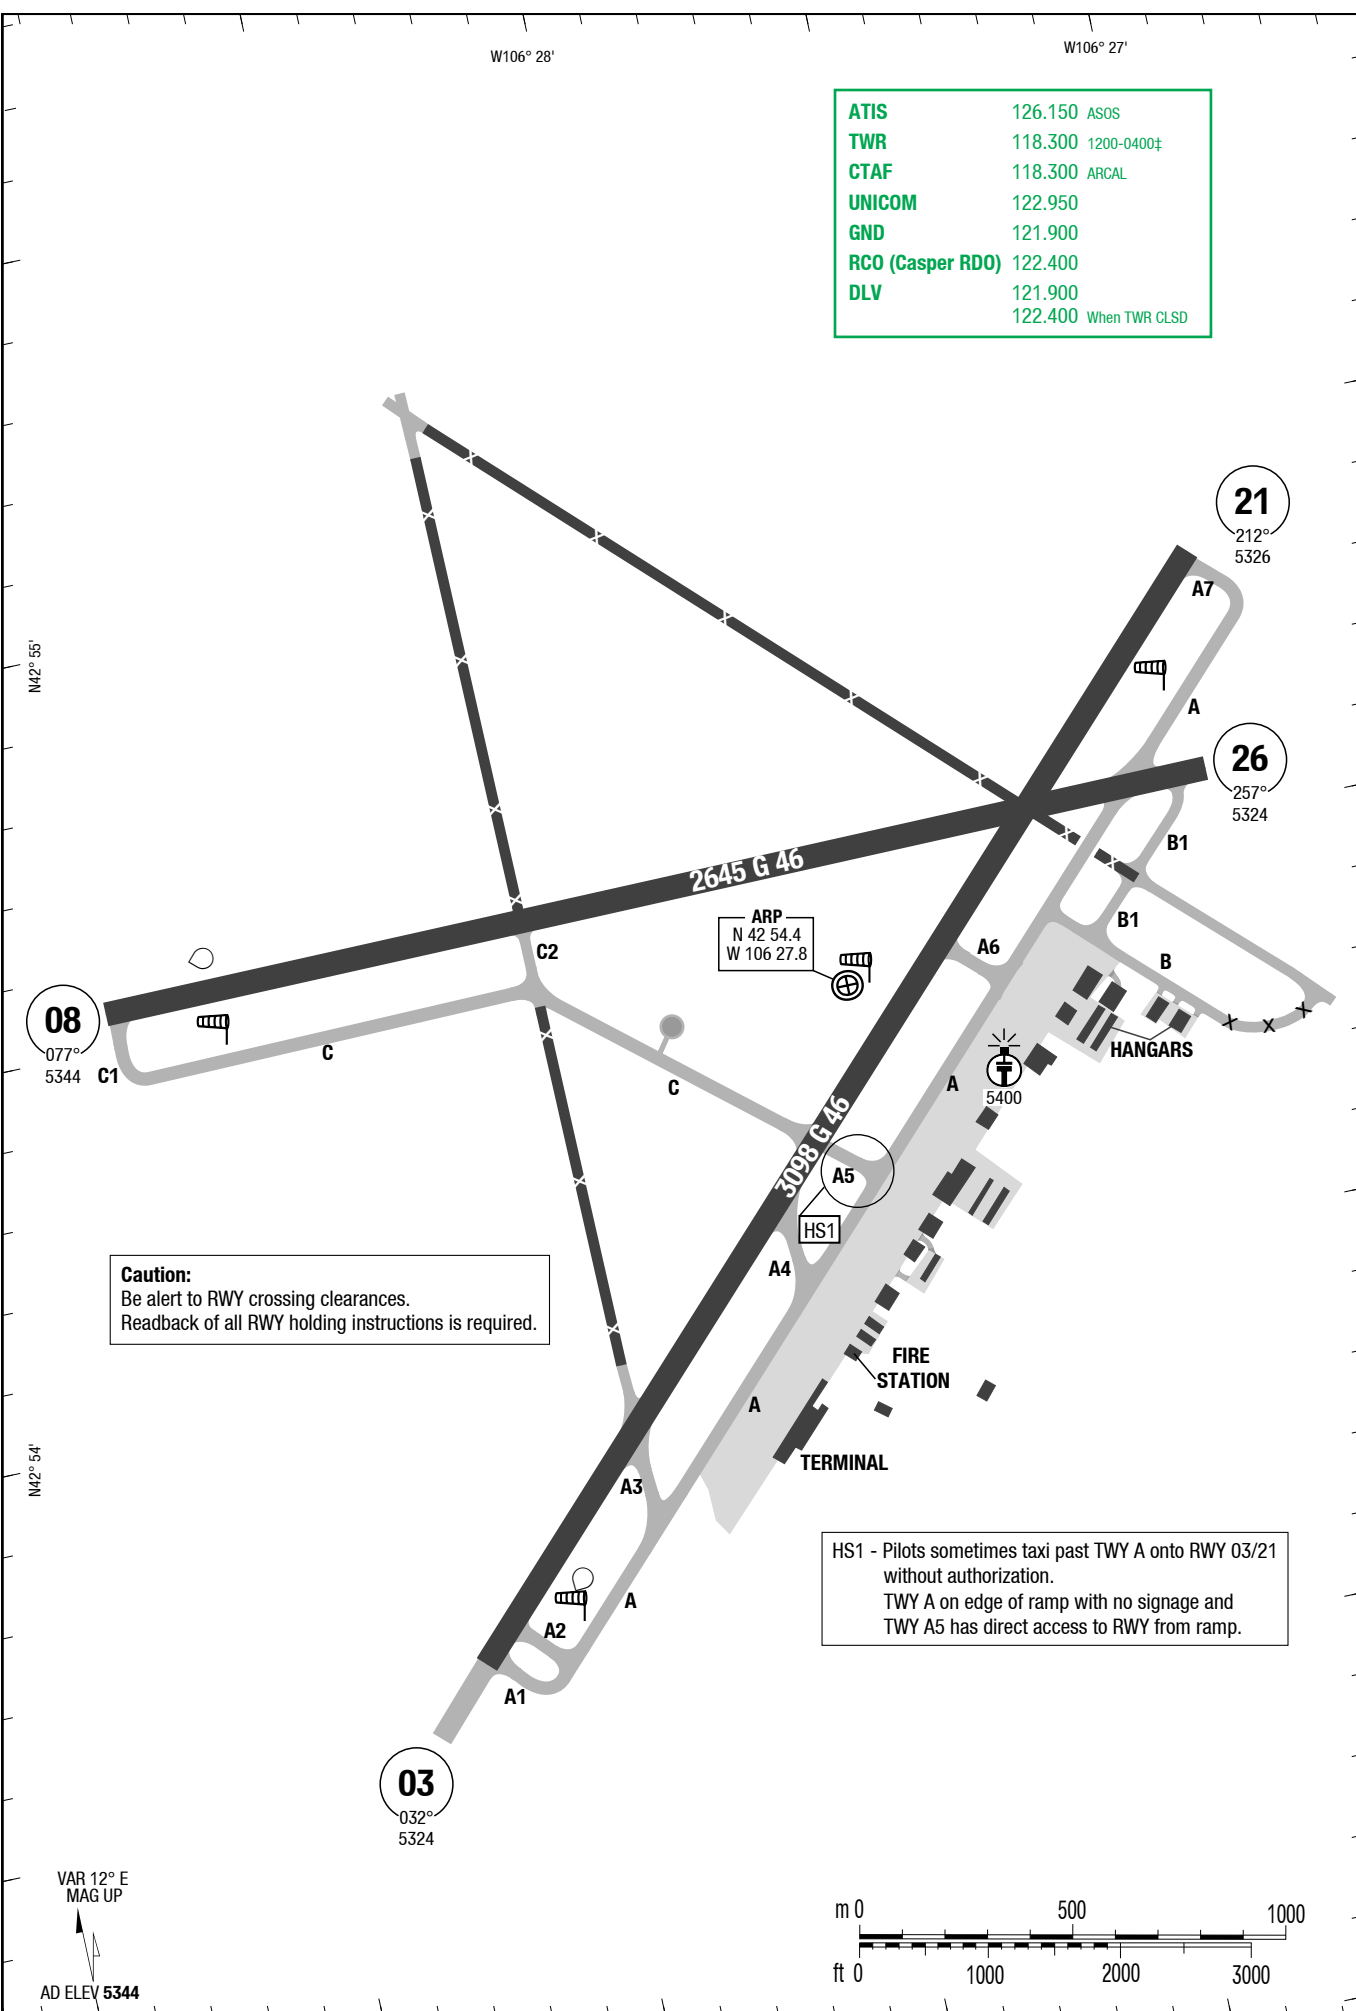 W106° 28'
W106° 27'
ATIS 126.150 ASOS
TWR 118.300 1200-0400‡
CTAF 118.300 ARCAL
UNICOM 122.950
GND 121.900
RCO (Casper RDO) 122.400
DLV 121.900
122.400 When TWR CLSD
21
212°
5326
A7
N42° 55'
A
26
257°
5324
B1
2645 G 46
B1
ARP
N 42 54.4
W 106 27.8
C2
A6
B
08
077°
5344
C1
C
HANGARS
C
A
5400
3098 G 46
A5
HS1
A4
Caution:
Be alert to RWY crossing clearances.
Readback of all RWY holding instructions is required.
FIRE
STATION
A
TERMINAL
N42° 54'
A3
HS1 - Pilots sometimes taxi past TWY A onto RWY 03/21
without authorization.
TWY A on edge of ramp with no signage and
TWY A5 has direct access to RWY from ramp.
A
A2
A1
03
032°
5324
VAR 12° E
MAG UP
AD ELEV 5344
m 0 500 1000
ft 0 1000 2000 3000